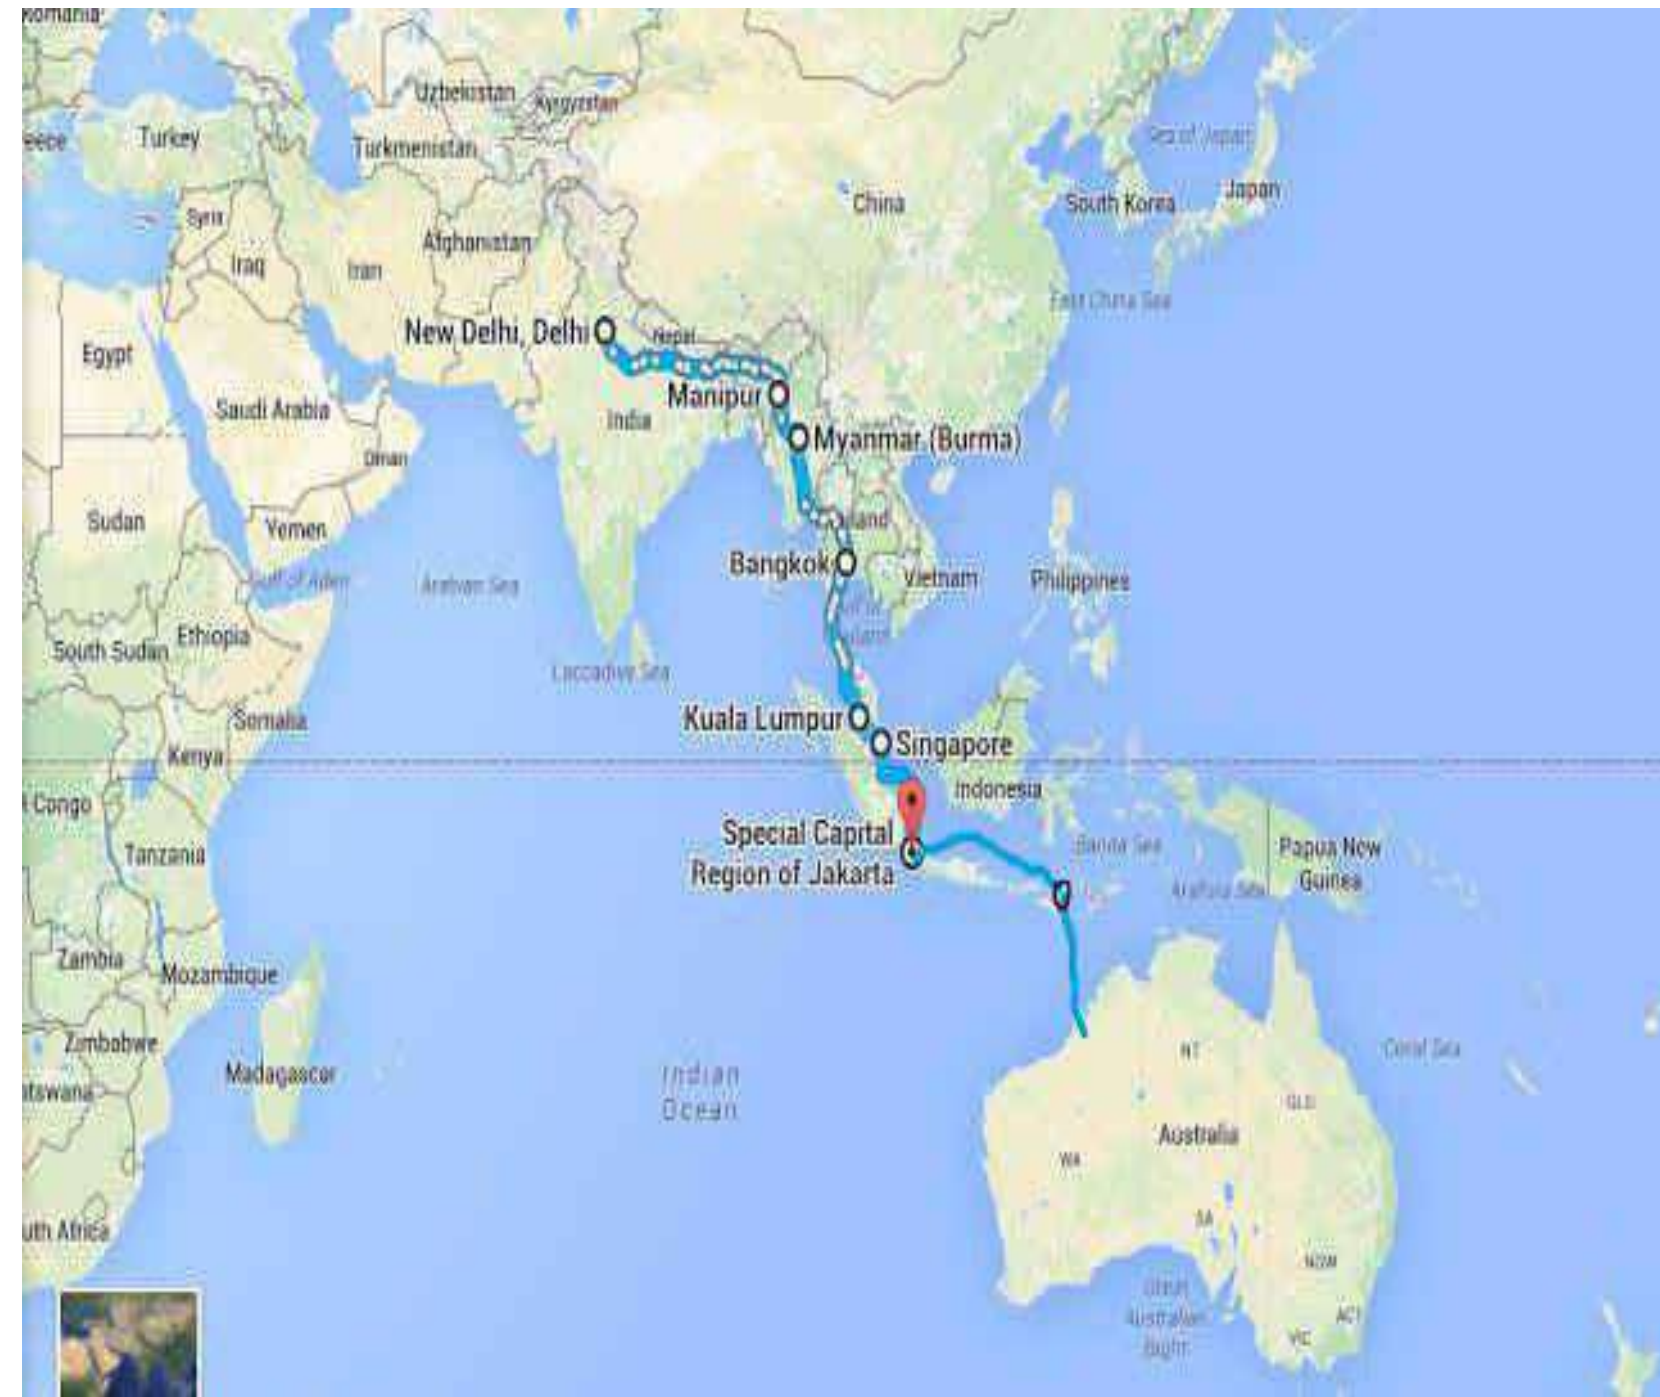 Romania
Uzbekistan
Kyrgyzstan
eece
Turkey
Turkmenistan
Sea of Japan
Syria
China
South Korea
Japan
Afghanistan
Iraq
Iran
East China Sea
New Delhi, Delhi
Nepal
Egypt
Manipur
Saudi Arabia
India
Myanmar (Burma)
Oman
Sudan
Yemen
Bangkok
Gulf of Aden
Arabian Sea
Vietnam
Philippines
Ethiopia
South Sudan
Laccadive Sea
Somalia
Kuala Lumpur
Singapore
Kenya
Indonesia
Congo
Special Capital
Region of Jakarta
Tanzania
Banda Sea
Papua New
Guinea
Arafura Sea
Zambia
Mozambique
Zimbabwe
NT
Coral Sea
Madagascar
Indian
Ocean
tswana
QLD
Australia
WA
SA
uth Africa
NSW
Great
Australian
Bight
ACT
VIC